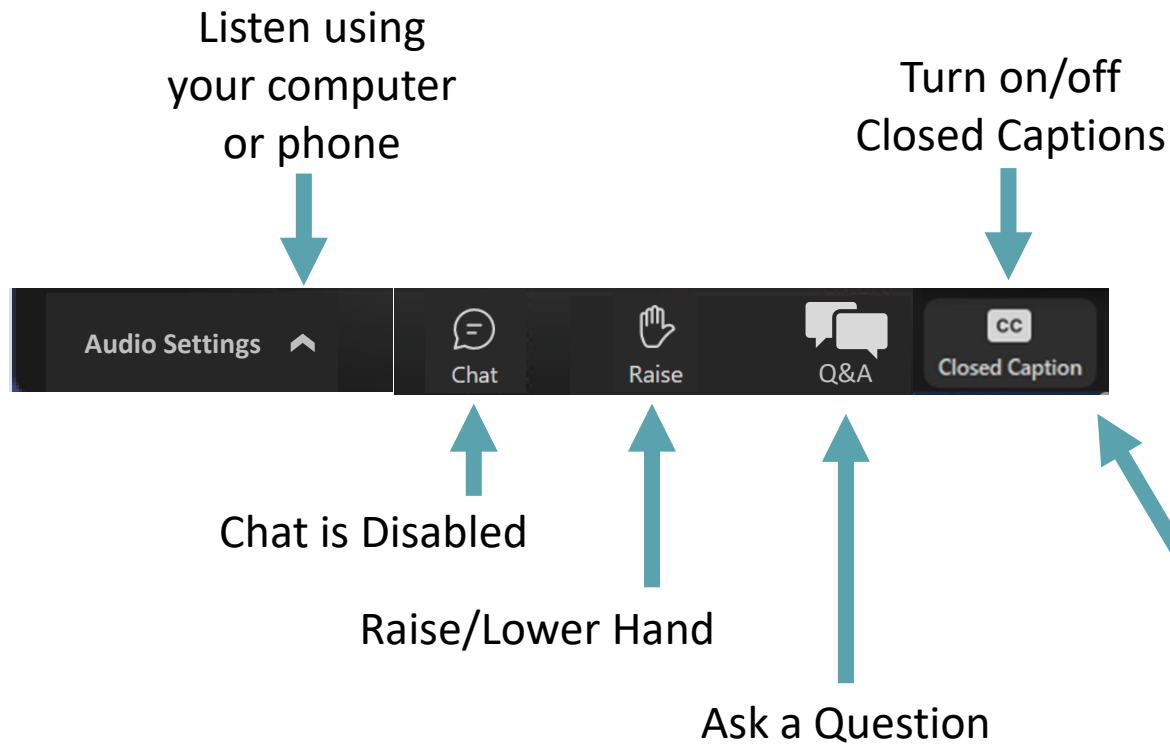 Listen using
your computer
or phone
Turn on/off
Closed Captions
Audio Settings
Chat
Raise
Q&A
CC
Closed Caption
Chat is Disabled
Raise/Lower Hand
Ask a Question